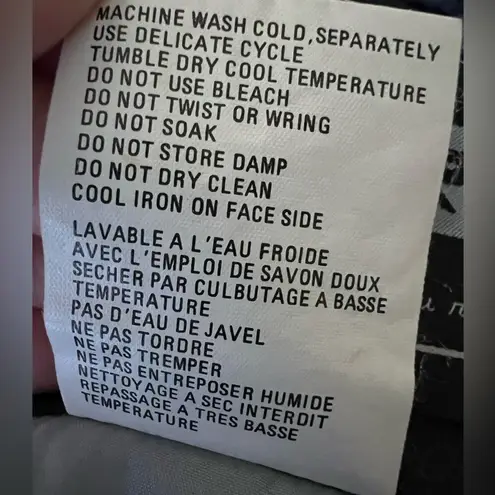 MACHINE WASH COLD, SEPARATELY
USE DELICATE CYCLE
TUMBLE DRY COOL TEMPERATURE
DO NOT USE BLEACH
DO NOT TWIST OR WRING
DO NOT SOAK
DO NOT STORE DAMP
DO NOT DRY CLEAN
COOL IRON ON FACE SIDE
LAVABLE A L'EAU FROIDE
AVEC L'EMPLOI DE SAVON DOUX
SECHER PAR CULBUTAGE A BASSE
TEMPERATURE
PAS D'EAU DE JAVEL
NE PAS TORDRE
NE PAS TREMPER
NE PAS ENTREPOSER HUMIDE
NETTOYAGE A SEC INTERDIT
REPASSAGE A TRES BASSE
TEMPERATURE